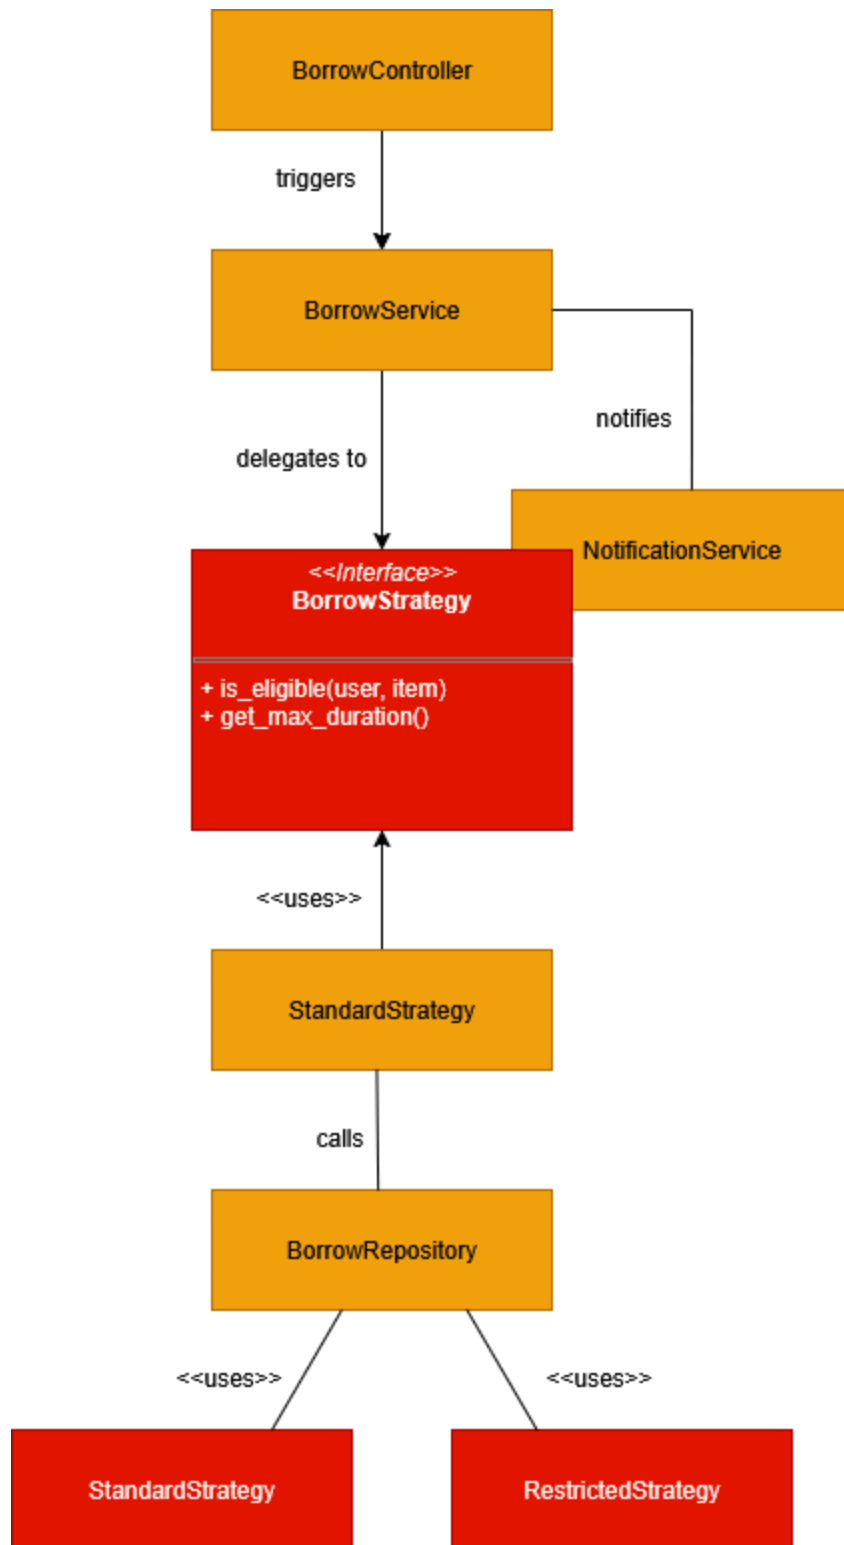 BorrowController
triggers
BorrowService
notifies
delegates to
NotificationService
<<Interface>>
BorrowStrategy
+ is_eligible(user, item)
+ get_max_duration()
<<uses>>
StandardStrategy
calls
BorrowRepository
<<uses>>
<<uses>>
StandardStrategy
RestrictedStrategy